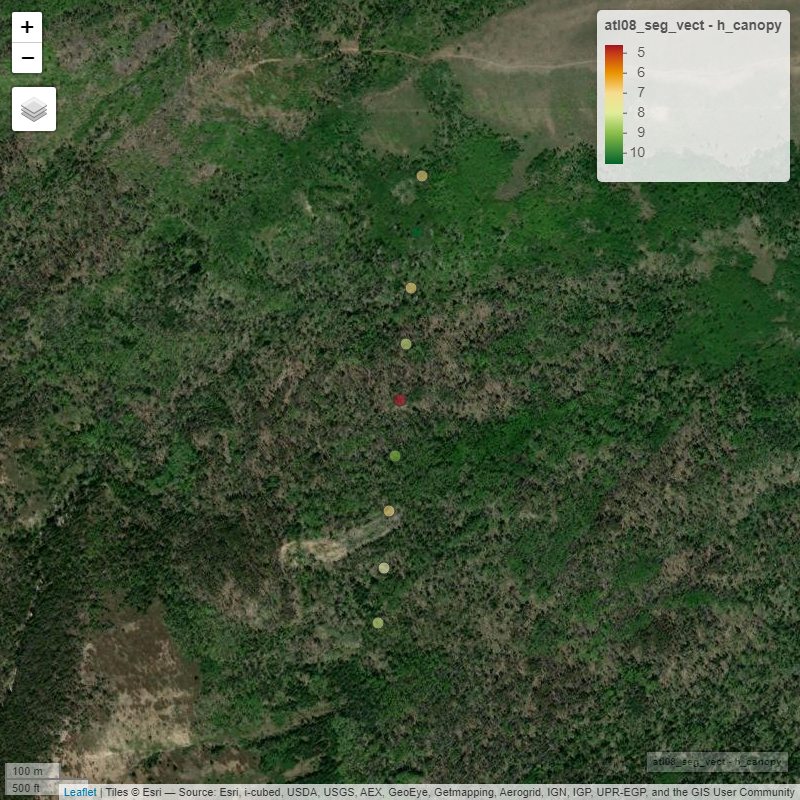 +
−
atl08_seg_vect - h_canopy
5
6
7
8
9
10
atl08_seg_vect - h_canopy
100 m
500 ft
Leaflet | Tiles © Esri — Source: Esri, i-cubed, USDA, USGS, AEX, GeoEye, Getmapping, Aerogrid, IGN, IGP, UPR-EGP, and the GIS User Community